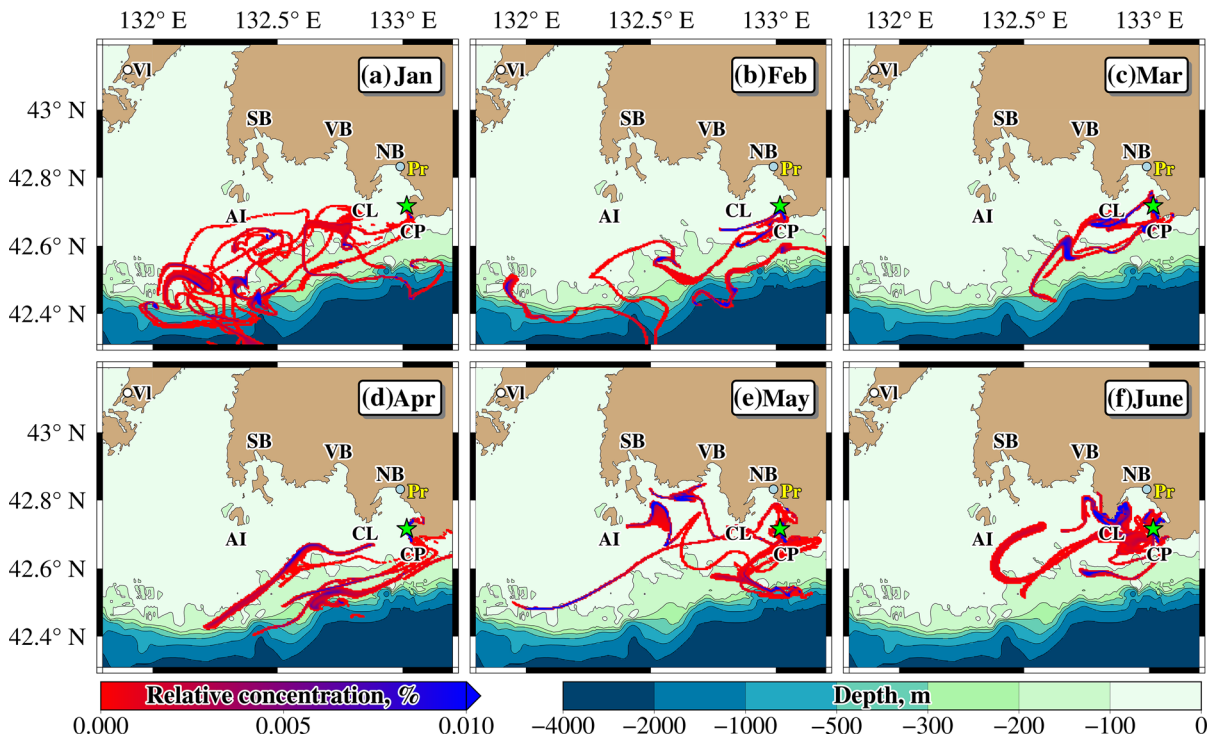 132° E 132.5° E 133° E 132° E 132.5° E 133° E 132° E 132.5° E 133° E
43° N
42.8° N
42.6° N
42.4° N
Vl (a) Jan
SB VB NB Pr
AI CL CP
Vl (b) Feb
SB VB NB Pr
AI CL CP
Vl (c) Mar
SB VB NB Pr
AI CL CP
43° N
42.8° N
42.6° N
42.4° N
Vl (d) Apr
SB VB NB Pr
AI CL CP
Vl (e) May
SB VB NB Pr
AI CL CP
Vl (f) June
SB VB NB Pr
AI CL CP
Relative concentration, %
0.000 0.005 0.010
Depth, m
−4000 −2000 −1000 −500 −300 −200 −100 0